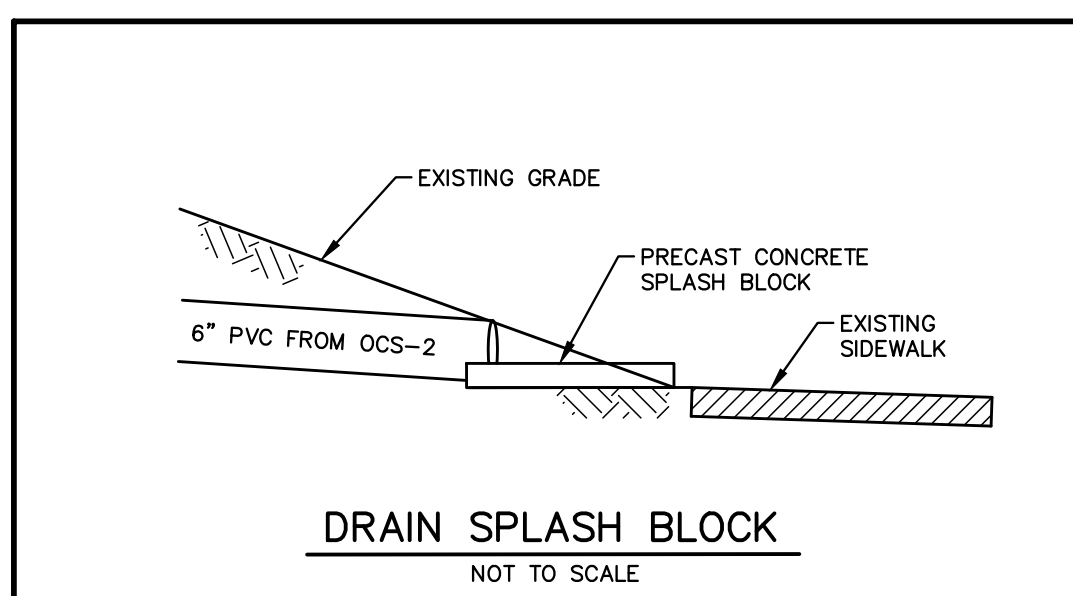 EXISTING GRADE
PRECAST CONCRETE
SPLASH BLOCK
EXISTING
SIDEWALK
6" PVC FROM OCS-2
DRAIN SPLASH BLOCK
NOT TO SCALE